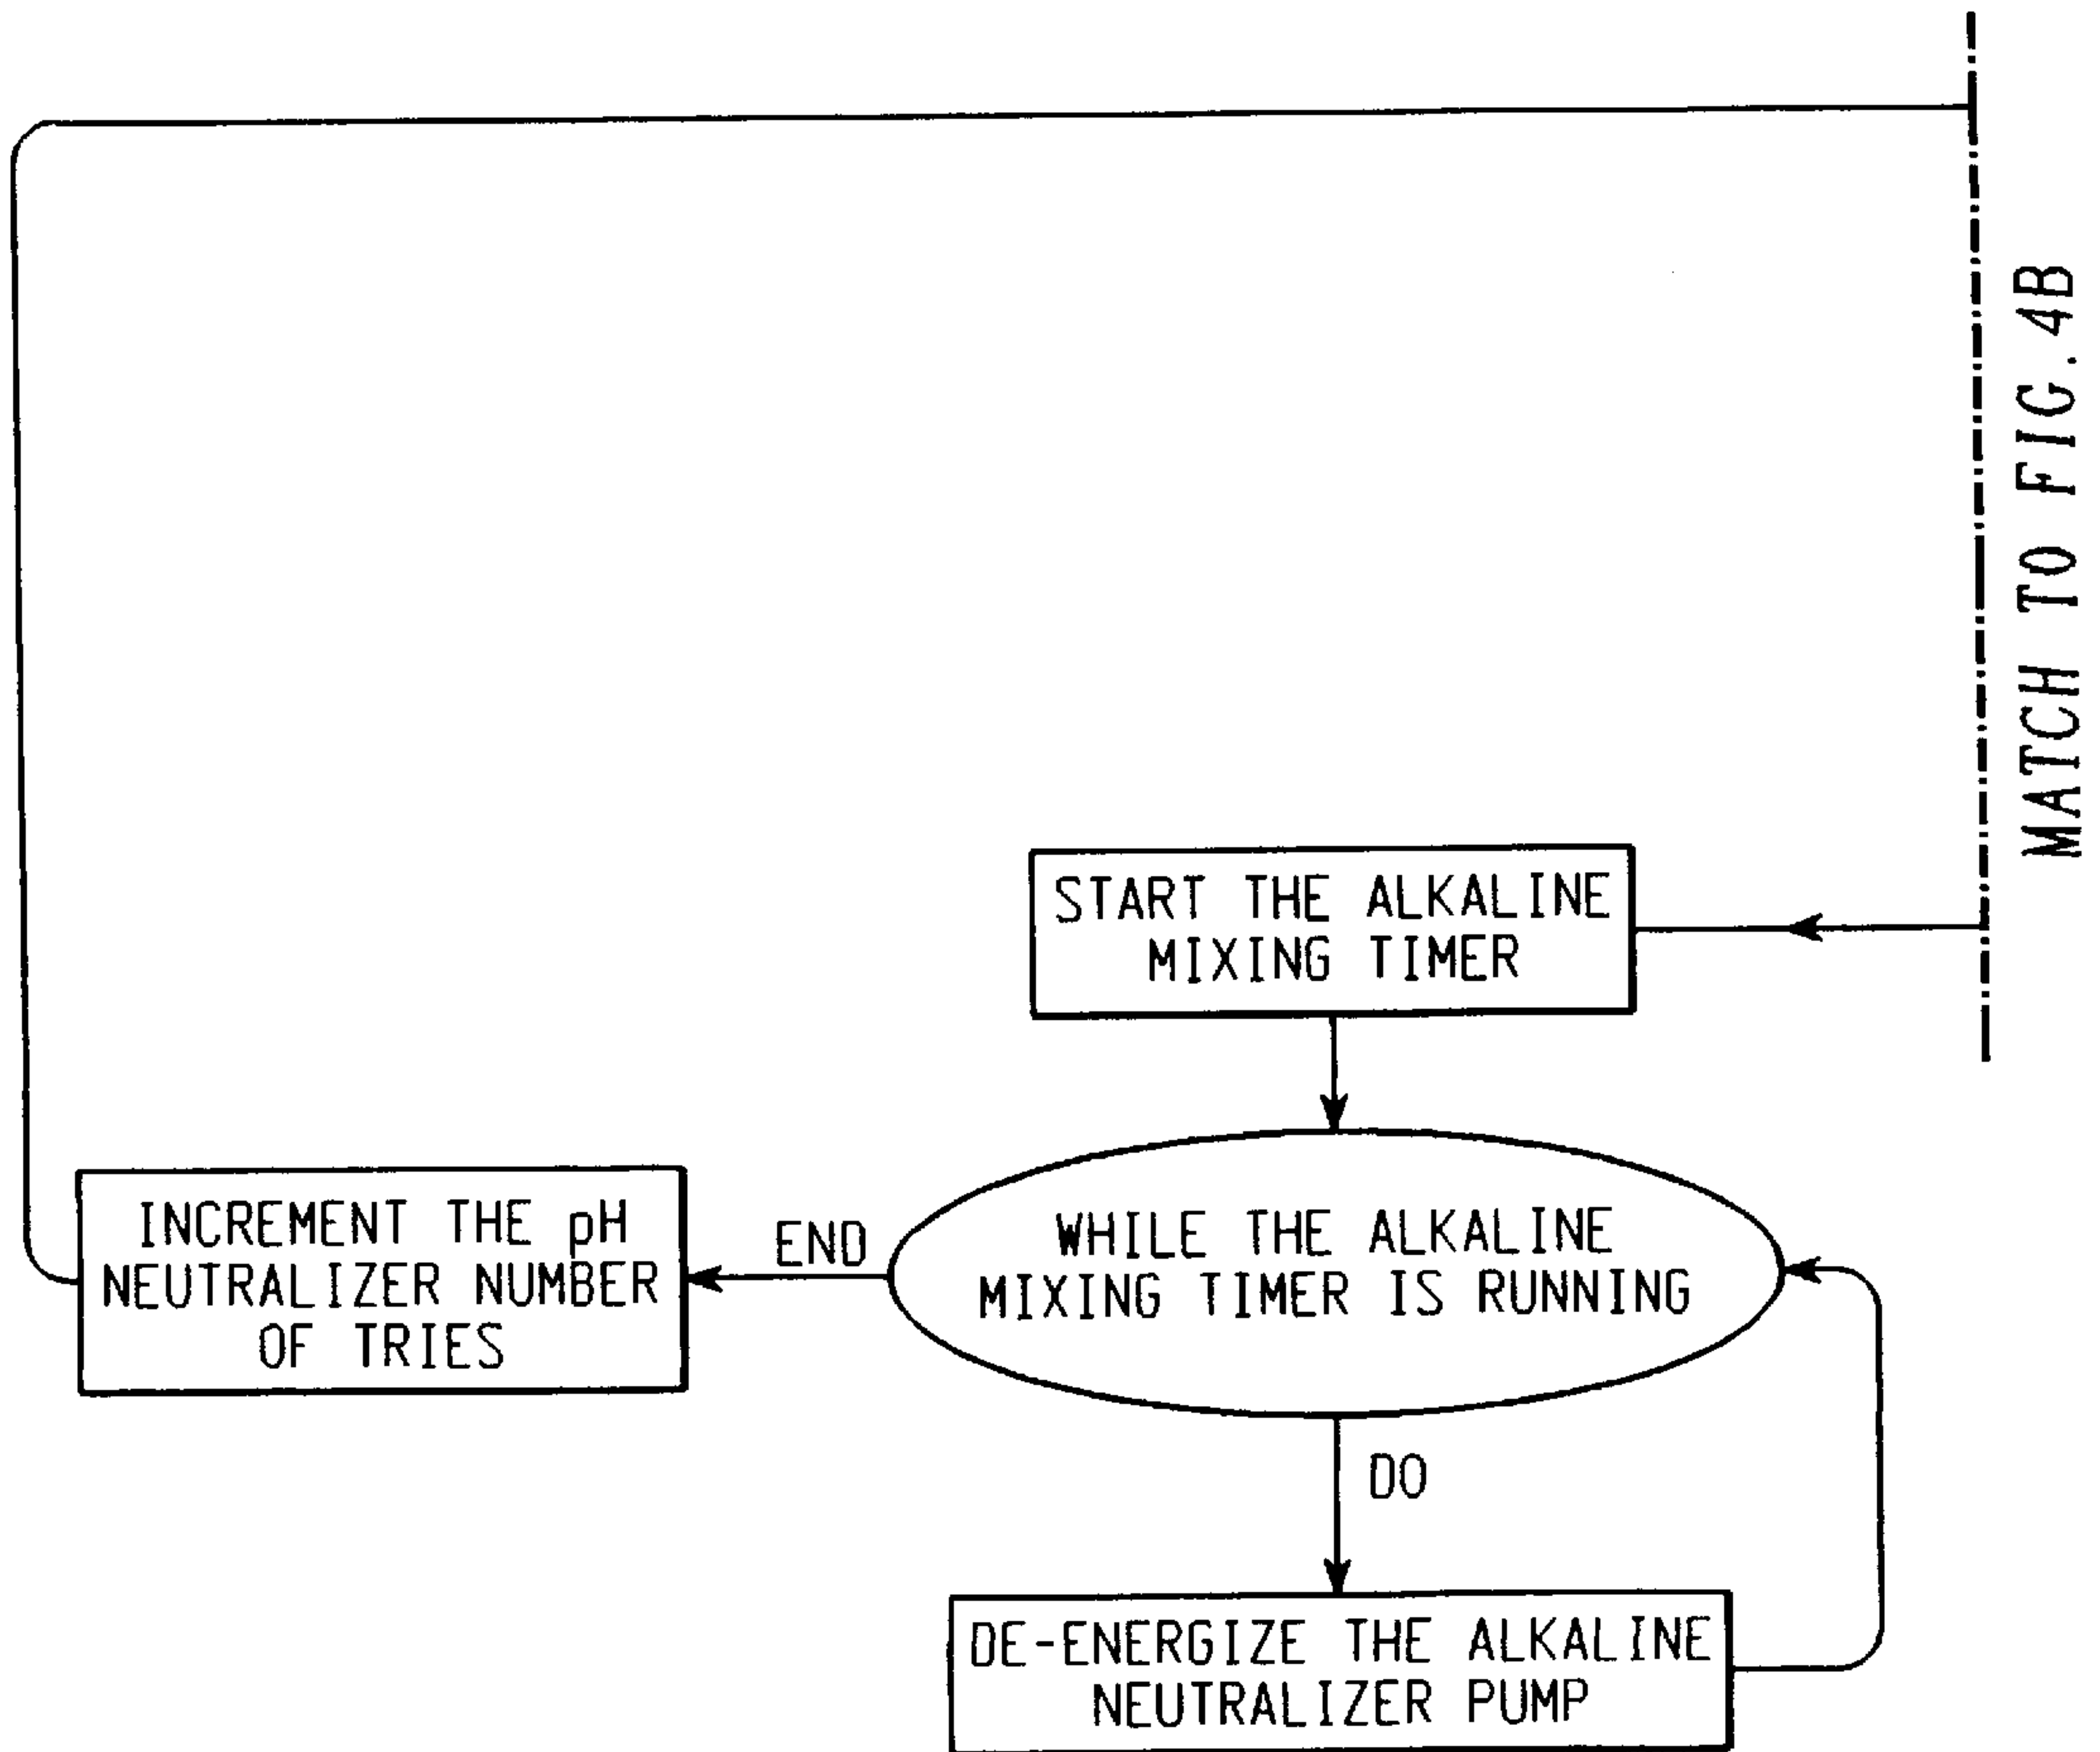 MATCH TO FIG.4B
START THE ALKALINE
MIXING TIMER
WHILE THE ALKALINE
MIXING TIMER IS RUNNING
END
INCREMENT THE pH
NEUTRALIZER NUMBER
OF TRIES
DO
DE-ENERGIZE THE ALKALINE
NEUTRALIZER PUMP